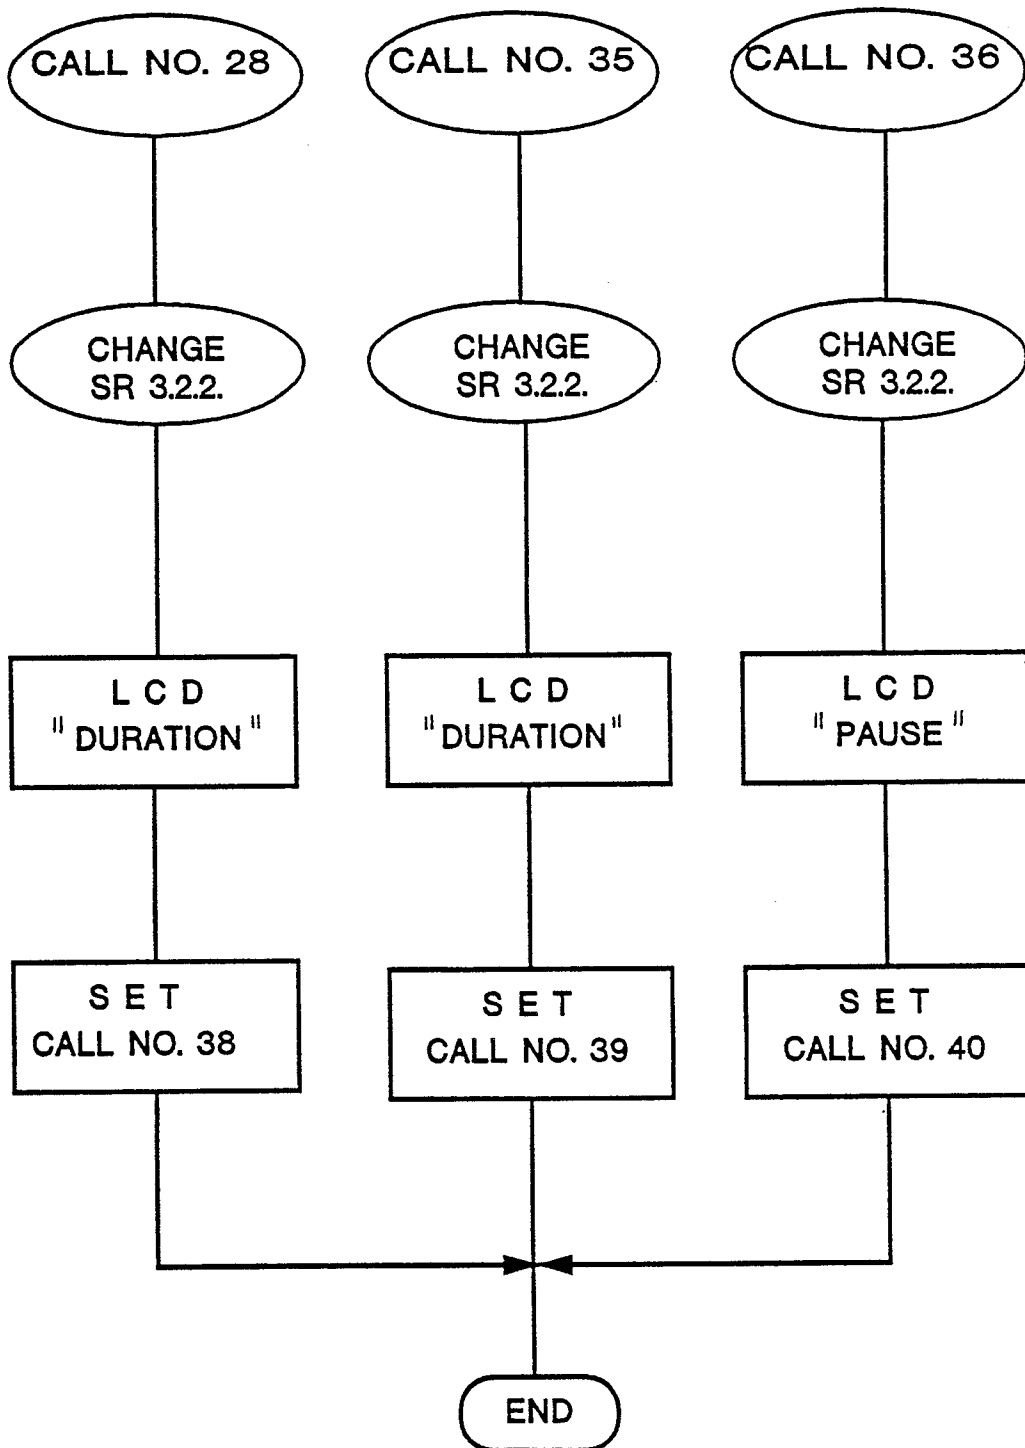 CALL NO. 28
CALL NO. 35
CALL NO. 36
CHANGE
SR 3.2.2.
CHANGE
SR 3.2.2.
CHANGE
SR 3.2.2.
L C D
"DURATION"
L C D
"DURATION"
L C D
"PAUSE"
S E T
CALL NO. 38
S E T
CALL NO. 39
S E T
CALL NO. 40
END